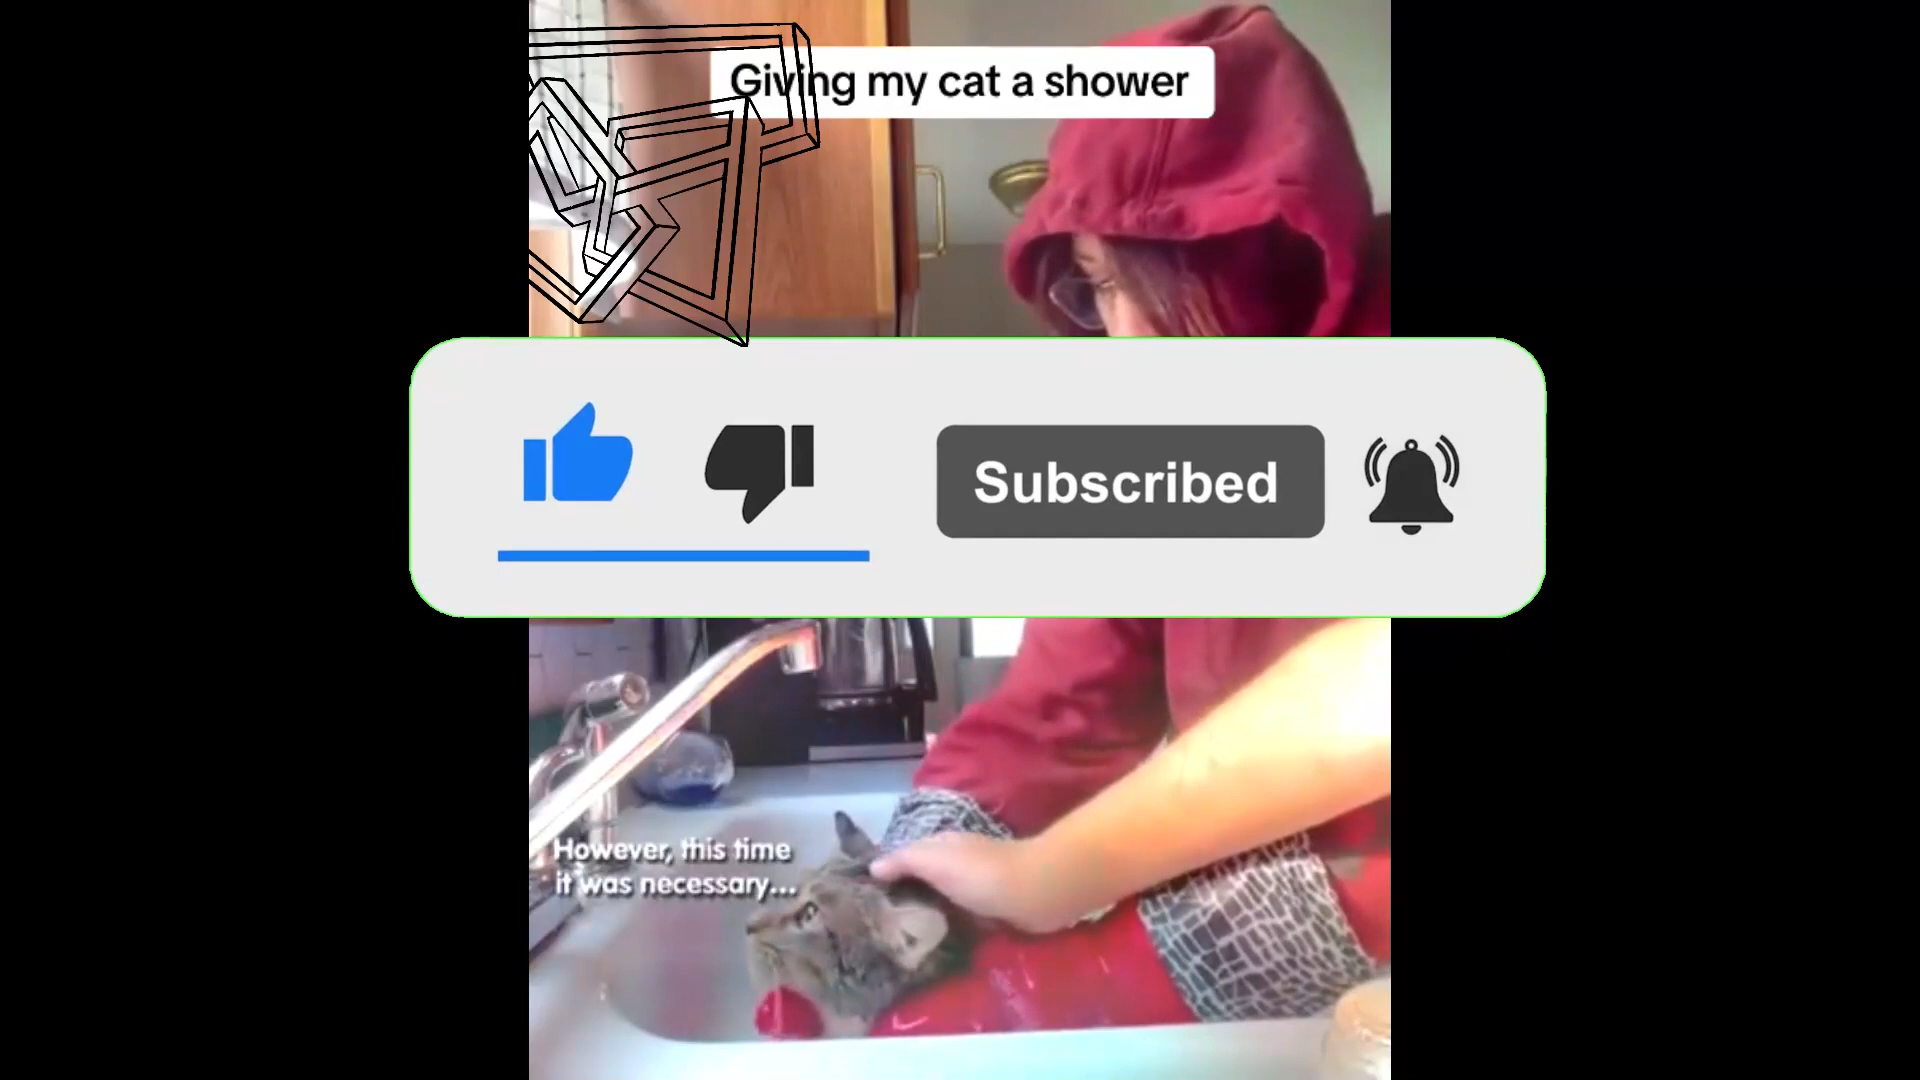 Giving my cat a shower
Subscribed
However, this time
it was necessary...